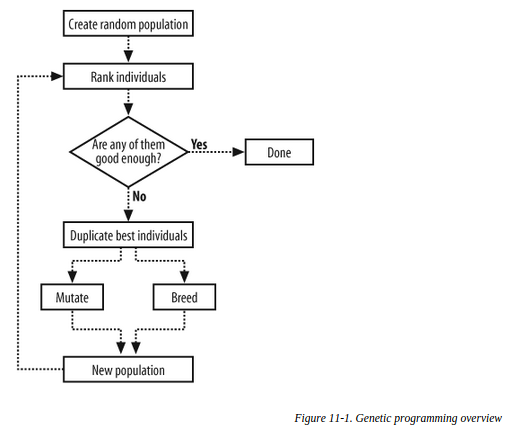 Create random population
Rank individuals
Are any of them
good enough?
Yes
Done
No
Duplicate best individuals
Mutate
Breed
New population
Figure 11-1. Genetic programming overview